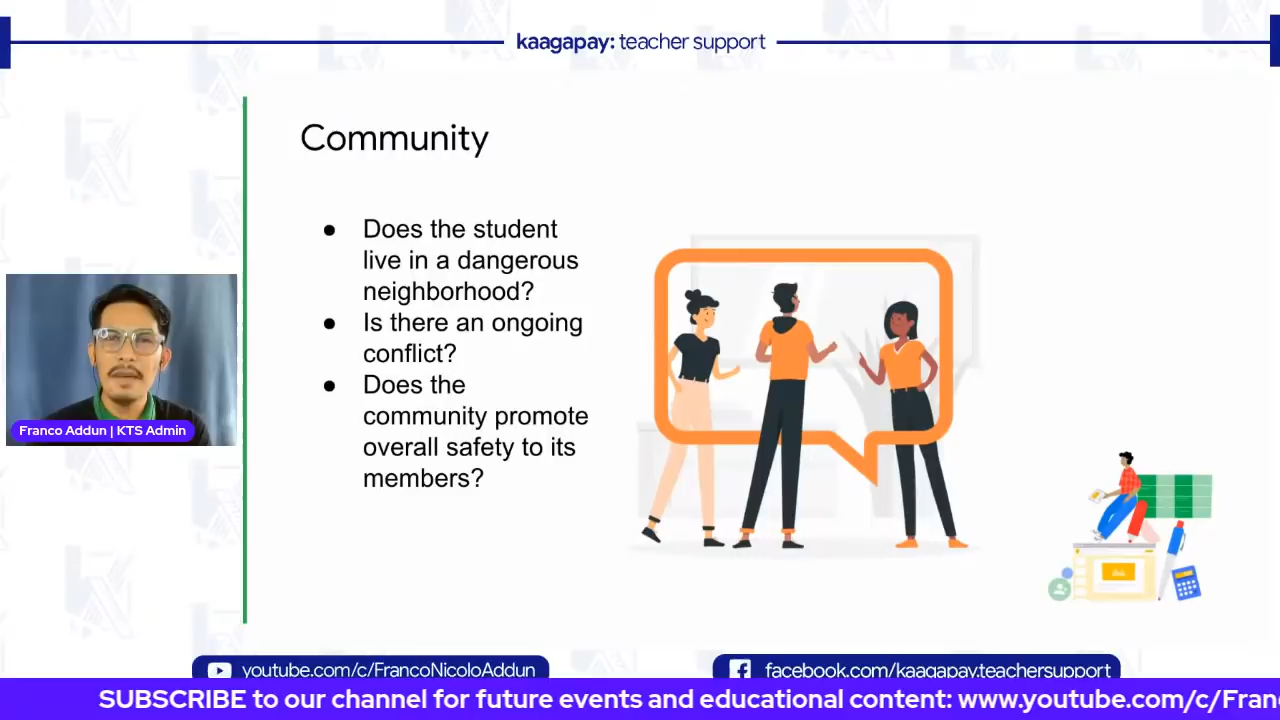 kaagapay: teacher support
Community
● Does the student
live in a dangerous
neighborhood?
● Is there an ongoing
conflict?
● Does the
community promote
overall safety to its
members?
Franco Addun | KTS Admin
youtube.com/c/FrancoNicoloAddun
facebook.com/kaagapay.teachersupport
SUBSCRIBE to our channel for future events and educational content: www.youtube.com/c/Fran